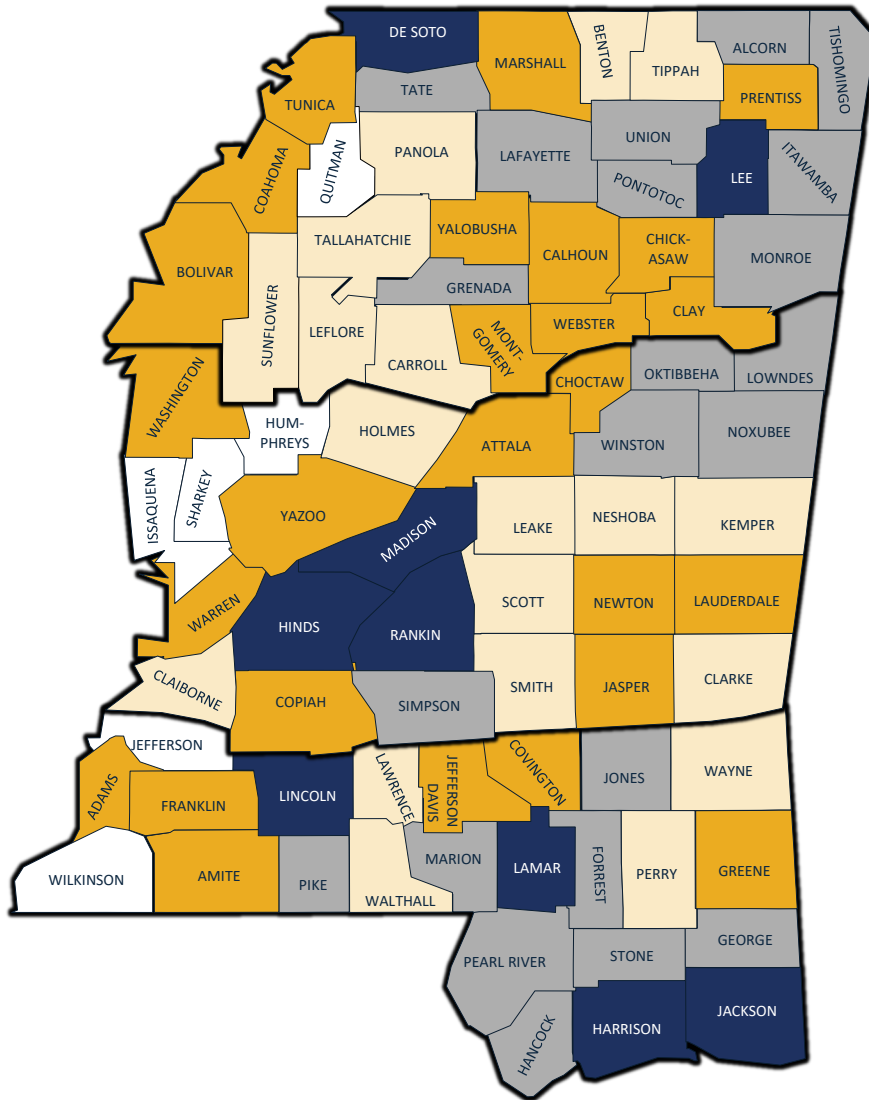 DE SOTO
MARSHALL
BENTON
TIPPAH
ALCORN
TISHOMINGO
TUNICA
TATE
PRENTISS
COAHOMA
QUITMAN
PANOLA
LAFAYETTE
UNION
PONTOTOC
LEE
ITAWAMBA
BOLIVAR
TALLAHATCHIE
YALOBUSHA
CALHOUN
CHICK-
ASAW
MONROE
SUNFLOWER
LEFLORE
GRENADA
CARROLL
MONT-
GOMERY
WEBSTER
CLAY
WASHINGTON
CHOCTAW
OKTIBBEHA
LOWNDES
HUM-
PHREYS
HOLMES
ATTALA
WINSTON
NOXUBEE
ISSAQUENA
SHARKEY
YAZOO
MADISON
LEAKE
NESHOBA
KEMPER
WARREN
HINDS
RANKIN
SCOTT
NEWTON
LAUDERDALE
CLAIBORNE
COPIAH
SIMPSON
SMITH
JASPER
CLARKE
JEFFERSON
ADAMS
FRANKLIN
LINCOLN
LAWRENCE
JEFFERSON
DAVIS
COVINGTON
JONES
WAYNE
WILKINSON
AMITE
PIKE
WALTHALL
MARION
LAMAR
FORREST
PERRY
GREENE
PEARL RIVER
STONE
GEORGE
HANCOCK
HARRISON
JACKSON